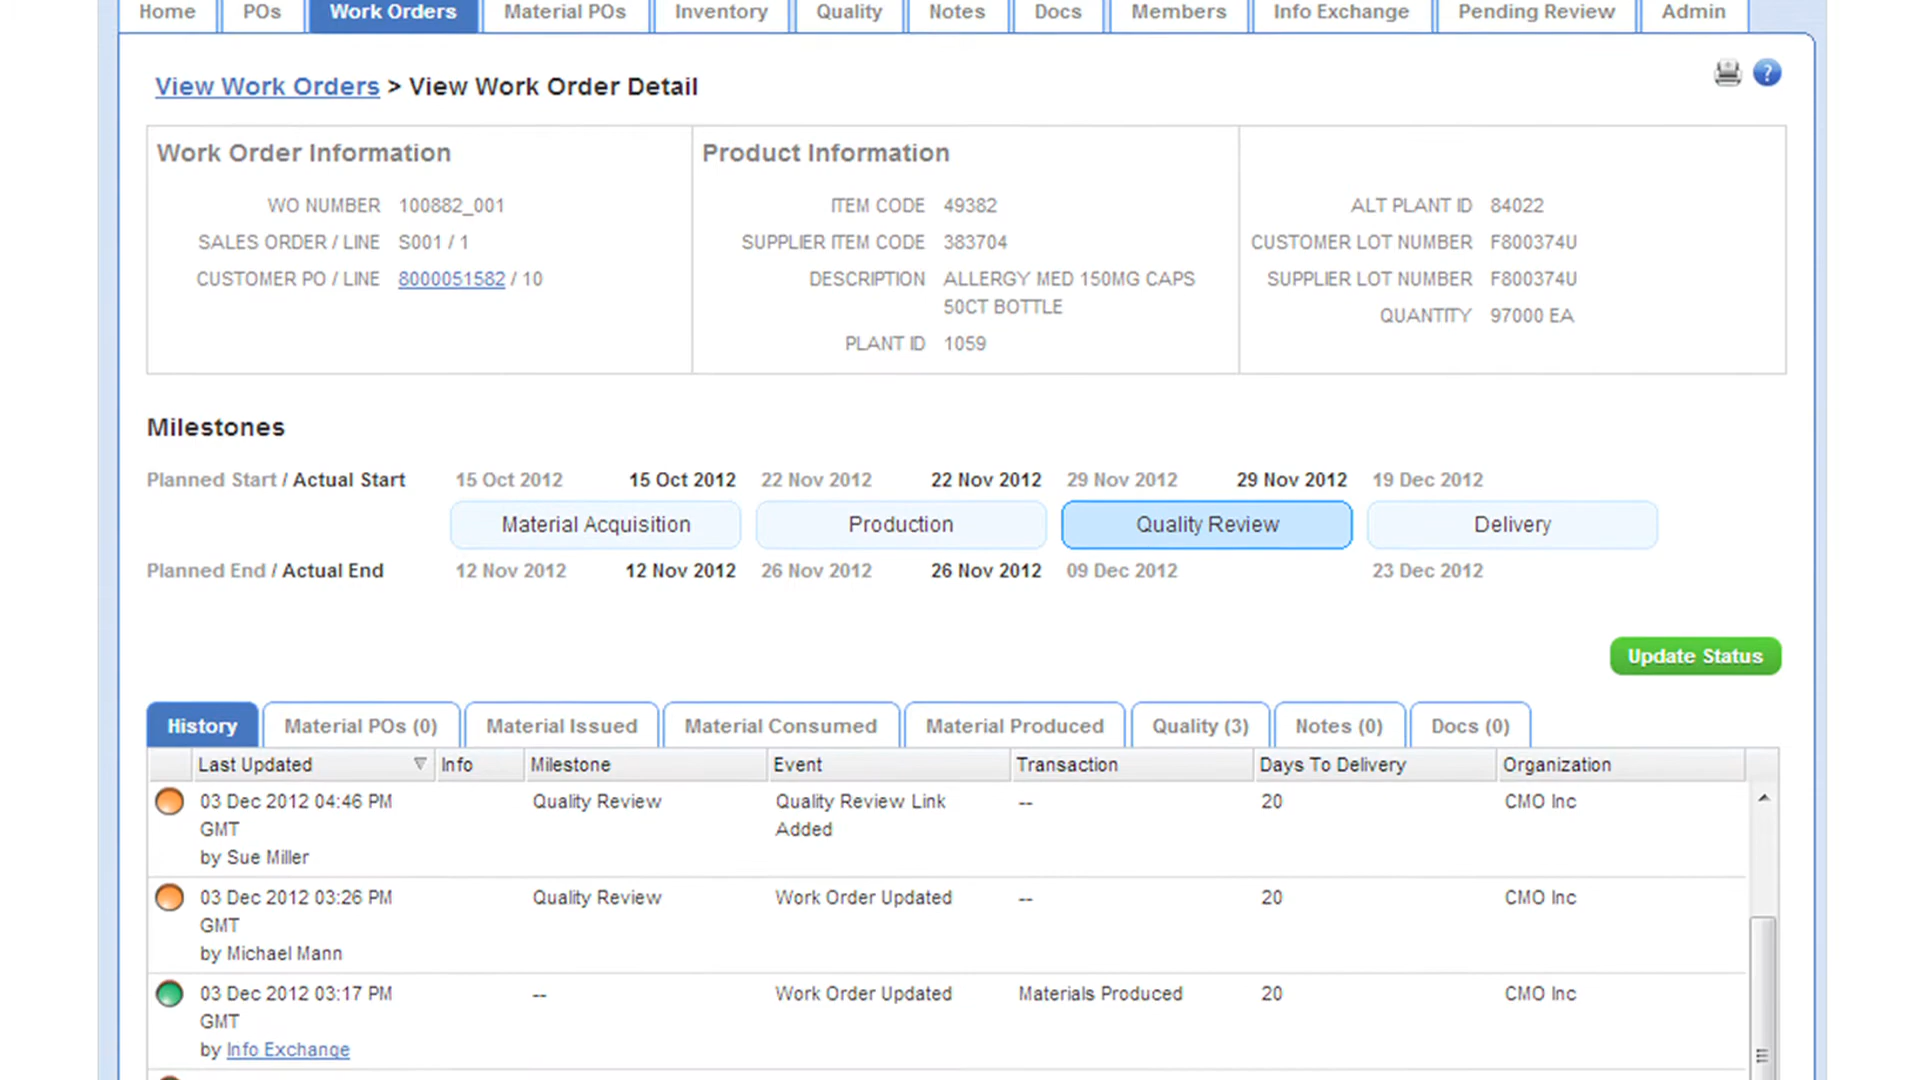 Home POs Work Orders Material POs Inventory Quality Notes Docs Members Info Exchange Pending Review Admin
View Work Orders > View Work Order Detail
?
Work Order Information
WO NUMBER 100882_001
SALES ORDER / LINE S001 / 1
CUSTOMER PO / LINE 8000051582 / 10
Product Information
ITEM CODE 49382
SUPPLIER ITEM CODE 383704
DESCRIPTION ALLERGY MED 150MG CAPS
50CT BOTTLE
PLANT ID 1059
ALT PLANT ID 84022
CUSTOMER LOT NUMBER F800374U
SUPPLIER LOT NUMBER F800374U
QUANTITY 97000 EA
Milestones
Planned Start / Actual Start 15 Oct 2012 15 Oct 2012 22 Nov 2012 22 Nov 2012 29 Nov 2012 29 Nov 2012 19 Dec 2012
Material Acquisition Production Quality Review Delivery
Planned End / Actual End 12 Nov 2012 12 Nov 2012 26 Nov 2012 26 Nov 2012 09 Dec 2012 23 Dec 2012
Update Status
History Material POs (0) Material Issued Material Consumed Material Produced Quality (3) Notes (0) Docs (0)
Last Updated Info Milestone Event Transaction Days To Delivery Organization
03 Dec 2012 04:46 PM Quality Review Quality Review Link -- 20 CMO Inc
GMT Added
by Sue Miller
03 Dec 2012 03:26 PM Quality Review Work Order Updated -- 20 CMO Inc
GMT
by Michael Mann
03 Dec 2012 03:17 PM -- Work Order Updated Materials Produced 20 CMO Inc
GMT
by Info Exchange